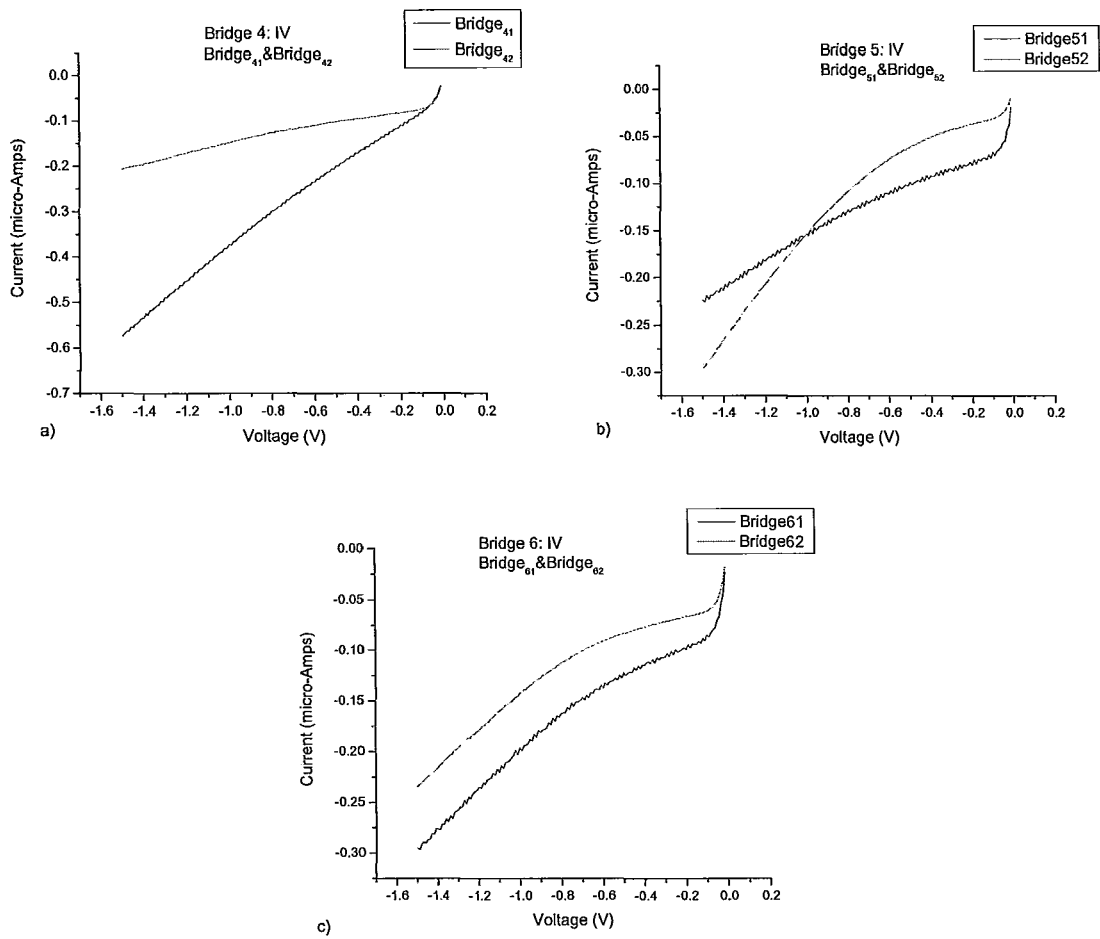 Bridge 4: IV
Bridge₄₁&Bridge₄₂
Bridge₄₁
Bridge₄₂
0.0
-0.1
-0.2
-0.3
-0.4
-0.5
-0.6
-0.7
Current (micro-Amps)
-1.6 -1.4 -1.2 -1.0 -0.8 -0.6 -0.4 -0.2 0.0 0.2
Voltage (V)
a)
Bridge 5: IV
Bridge₅₁&Bridge₅₂
Bridge51
Bridge52
0.00
-0.05
-0.10
-0.15
-0.20
-0.25
-0.30
Current (micro-Amps)
-1.6 -1.4 -1.2 -1.0 -0.8 -0.6 -0.4 -0.2 0.0 0.2
Voltage (V)
b)
Bridge 6: IV
Bridge₆₁&Bridge₆₂
Bridge61
Bridge62
0.00
-0.05
-0.10
-0.15
-0.20
-0.25
-0.30
Current (micro-Amps)
-1.6 -1.4 -1.2 -1.0 -0.8 -0.6 -0.4 -0.2 0.0 0.2
Voltage (V)
c)